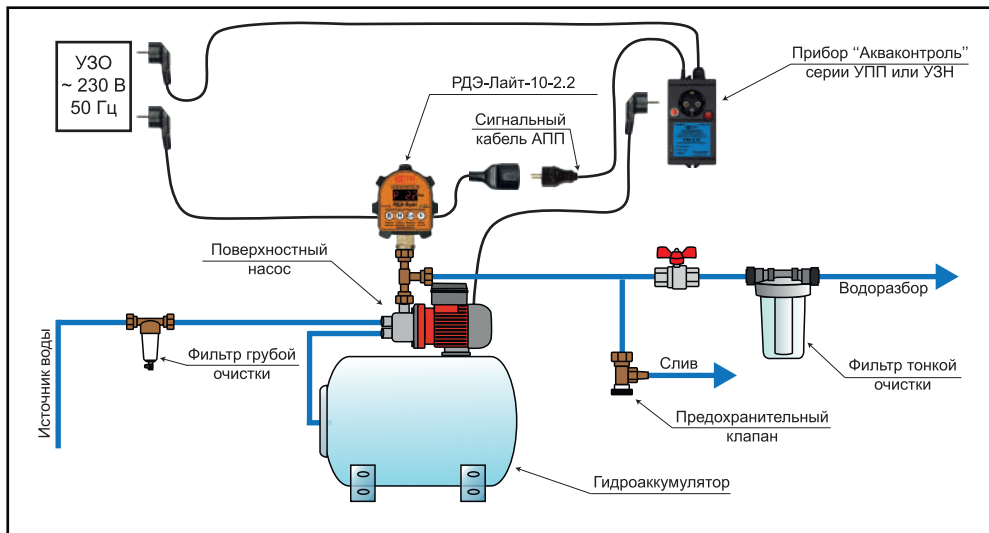 УЗО
~ 230 В
50 Гц
РДЭ-Лайт-10-2.2
Сигнальный
кабель АПП
Прибор “Акваконтроль”
серии УПП или УЗН
Поверхностный
насос
Водоразбор
Источник воды
Фильтр грубой
очистки
Слив
Фильтр тонкой
очистки
Предохранительный
клапан
Гидроаккумулятор